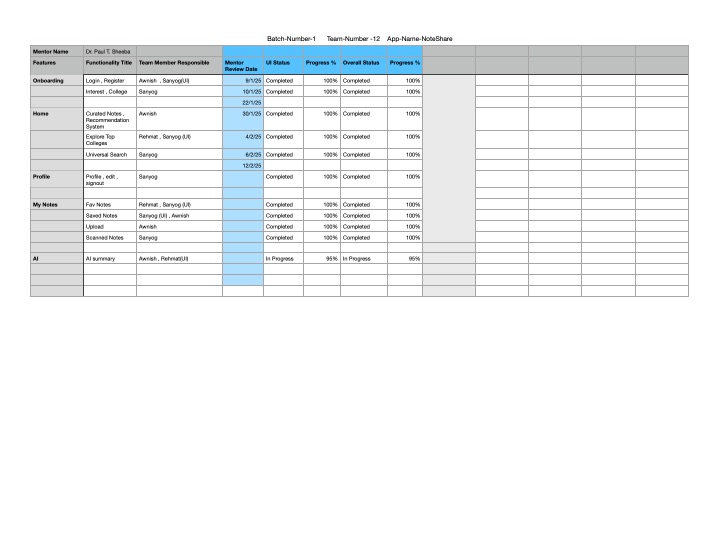 Batch-Number-1 Team-Number -12 App-Name-NoteShare
Mentor Name Dr. Paul T. Sheeba
Features Functionality Title Team Member Responsible Mentor Review Date UI Status Progress % Overall Status Progress %
Onboarding Login , Register Awnish , Sanyog(UI) 9/1/25 Completed 100% Completed 100%
Interest , College Sanyog 10/1/25 Completed 100% Completed 100%
22/1/25
Home Curated Notes , Recommendation System Awnish 30/1/25 Completed 100% Completed 100%
Explore Top Colleges Rehmat , Sanyog (UI) 4/2/25 Completed 100% Completed 100%
Universal Search Sanyog 6/2/25 Completed 100% Completed 100%
12/2/25
Profile Profile , edit , signout Sanyog Completed 100% Completed 100%
My Notes Fav Notes Rehmat , Sanyog (UI) Completed 100% Completed 100%
Saved Notes Sanyog (UI) , Awnish Completed 100% Completed 100%
Upload Awnish Completed 100% Completed 100%
Scanned Notes Sanyog Completed 100% Completed 100%
AI AI summary Awnish , Rehmat(UI) In Progress 95% In Progress 95%